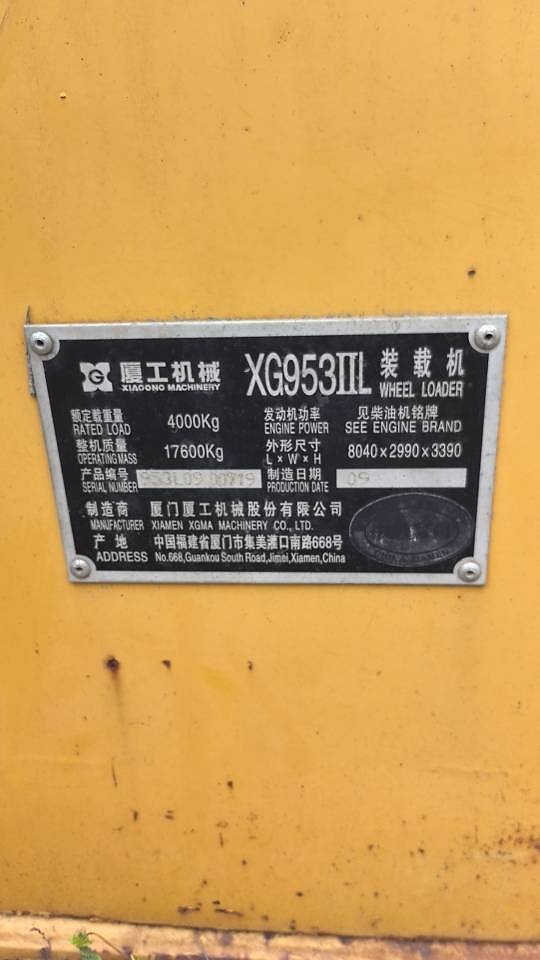 厦工机械 XG953ⅢL 装载机
XIAGONG MACHINERY WHEEL LOADER
额定载重量 4000Kg 发动机功率 见柴油机铭牌
RATED LOAD ENGINE POWER SEE ENGINE BRAND
整机质量 17600Kg 外形尺寸 8040×2990×3390
OPERATING MASS L×W×H
产品编号 制造日期 09
SERIAL NUMBER PRODUCTION DATE
制造商 厦门厦工机械股份有限公司
MANUFACTURER XIAMEN XGMA MACHINERY CO., LTD.
产地 中国福建省厦门市集美灌口南路668号
ADDRESS No.668,Guankou South Road,Jimei,Xiamen,China